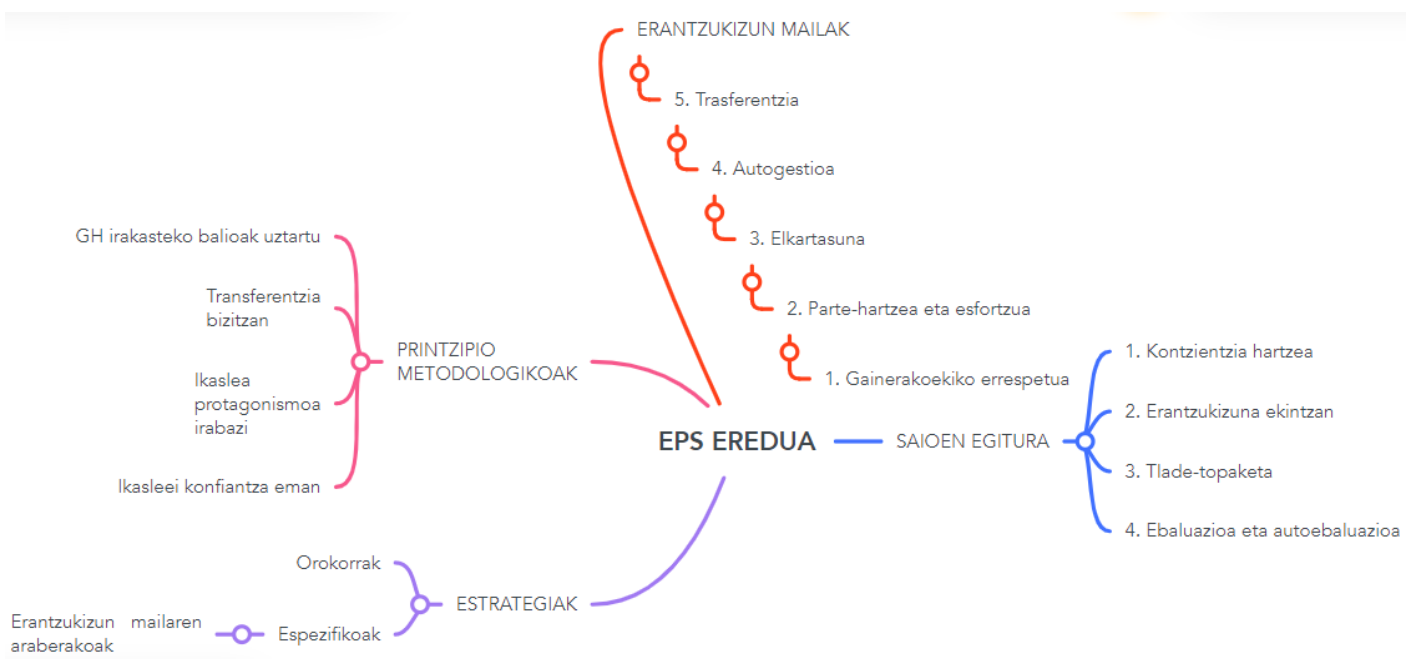 ERANTZUKIZUN MAILAK
5. Trasferentzia
4. Autogestioa
3. Elkartasuna
2. Parte-hartzea eta esfortzua
1. Gainerakoekiko errespetua
GH irakasteko balioak uztartu
Transferentzia
bizitzan
Ikaslea
protagonismoa
irabazi
Ikasleei konfiantza eman
PRINTZIPIO
METODOLOGIKOAK
EPS EREDUA
SAIOEN EGITURA
1. Kontzientzia hartzea
2. Erantzukizuna ekintzan
3. Tlade-topaketa
4. Ebaluazioa eta autoebaluazioa
Orokorrak
ESTRATEGIAK
Espezifikoak
Erantzukizun mailaren
araberakoak